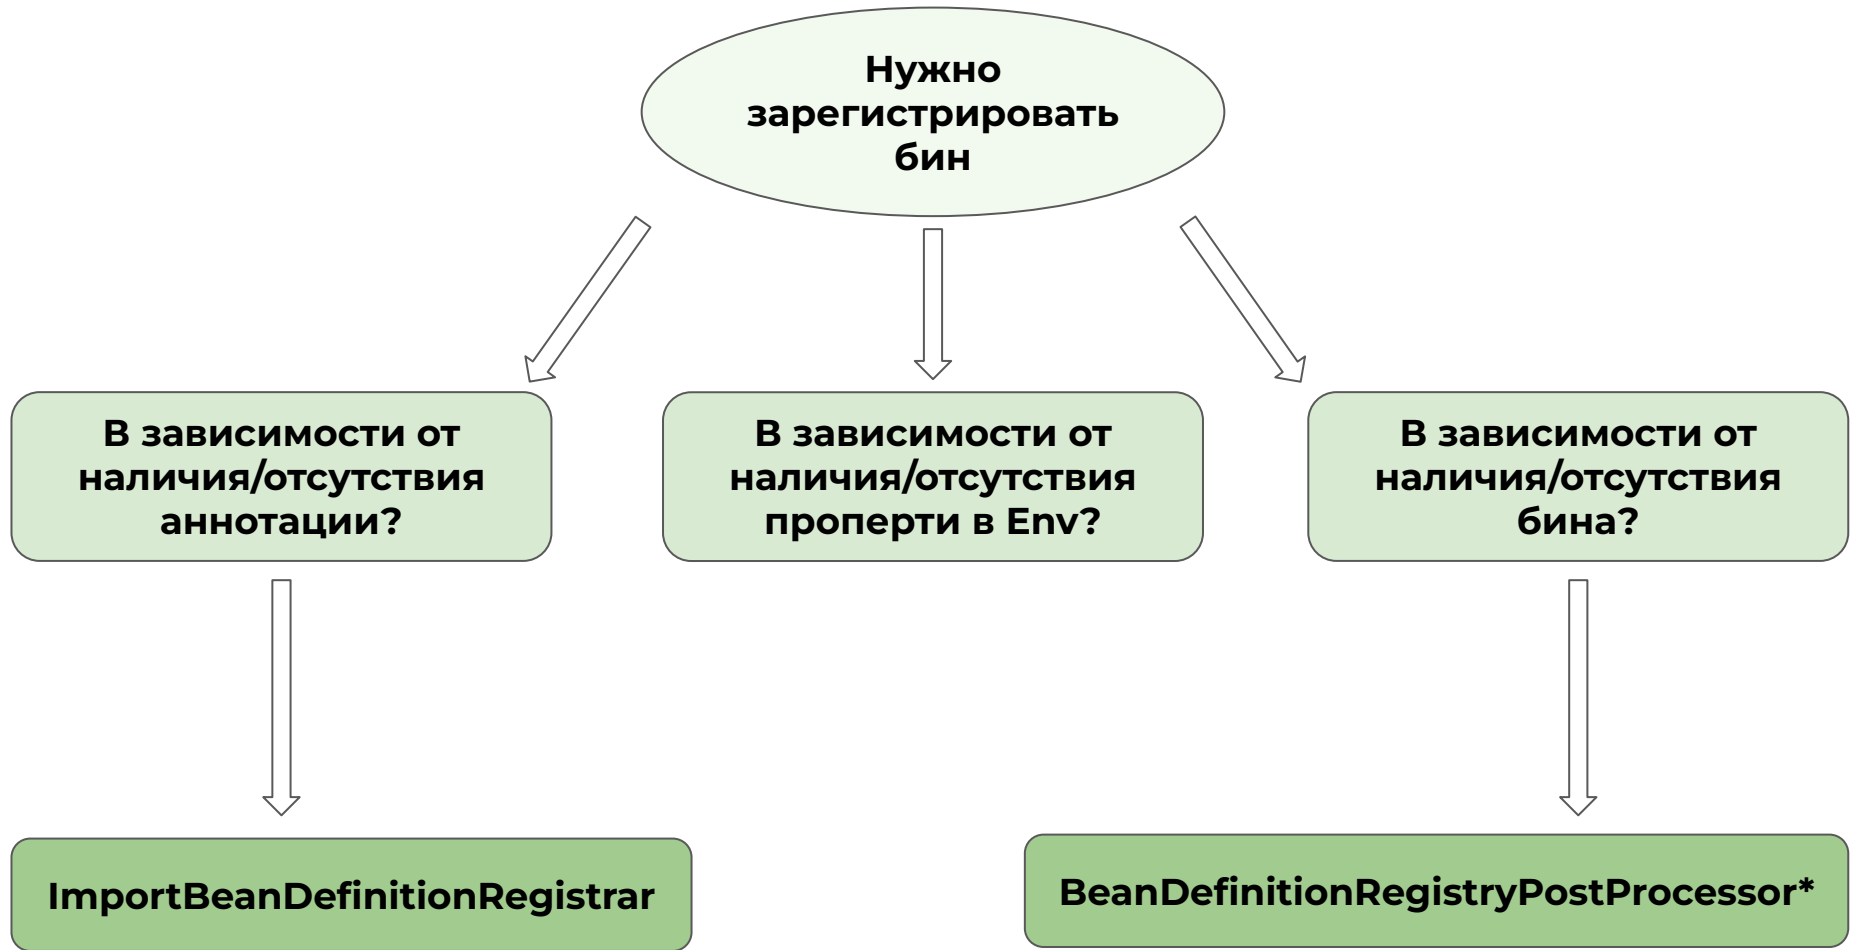 Нужно
зарегистрировать
бин
В зависимости от
наличия/отсутствия
аннотации?
В зависимости от
наличия/отсутствия
проперти в Env?
В зависимости от
наличия/отсутствия
бина?
ImportBeanDefinitionRegistrar
BeanDefinitionRegistryPostProcessor*